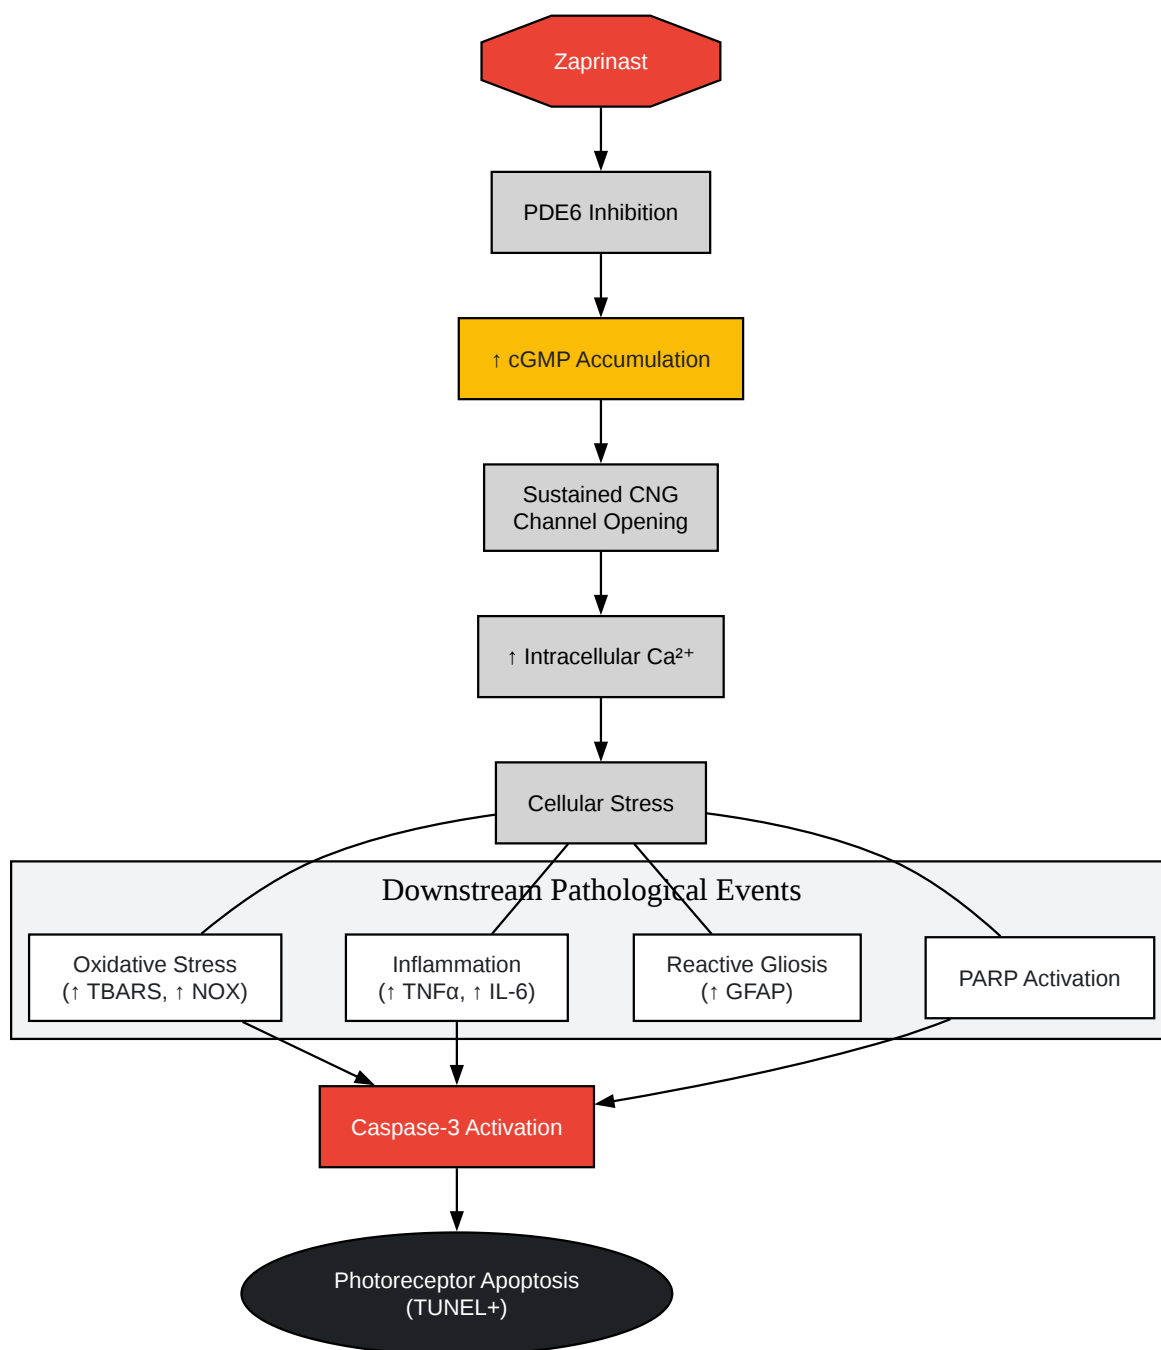 Zaprinast
PDE6 Inhibition
↑ cGMP Accumulation
Sustained CNG
Channel Opening
↑ Intracellular Ca²⁺
Cellular Stress
Downstream Pathological Events
Oxidative Stress
(↑ TBARS, ↑ NOX)
Inflammation
(↑ TNFα, ↑ IL-6)
Reactive Gliosis
(↑ GFAP)
PARP Activation
Caspase-3 Activation
Photoreceptor Apoptosis
(TUNEL+)